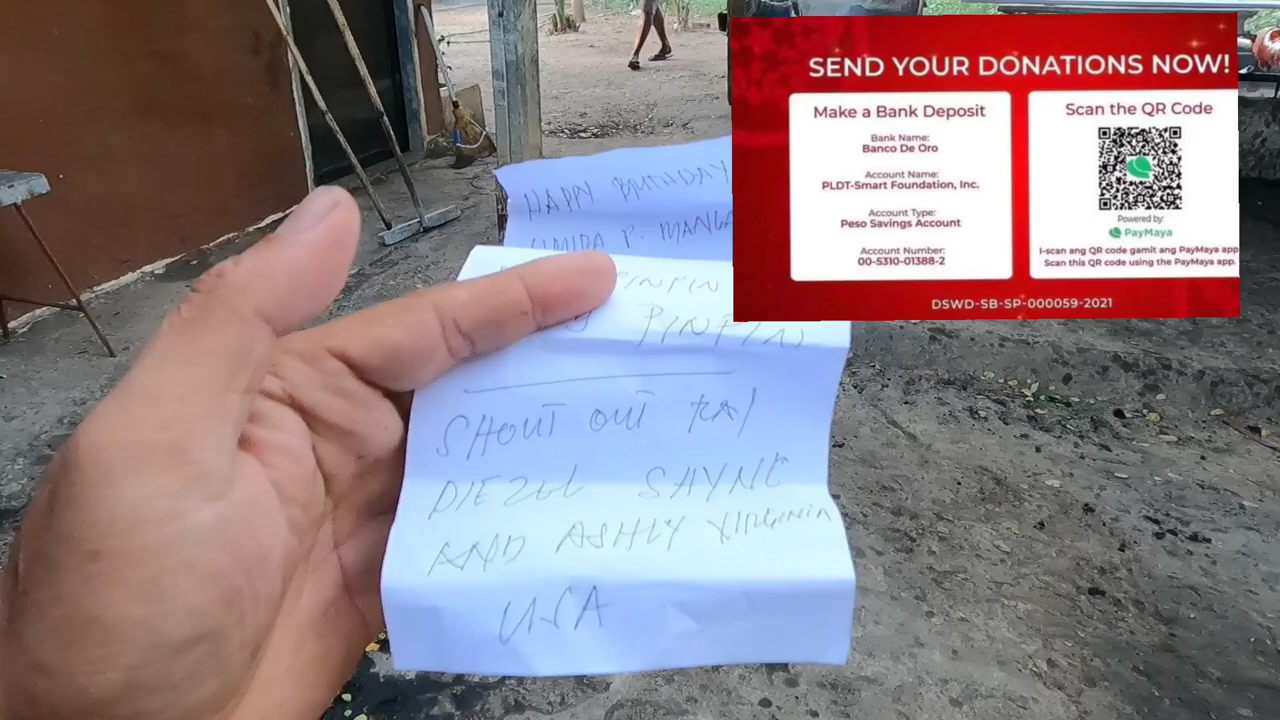 HAPPY BIRTHDAY
P. MANGA
PINPIN
PINPIN
SHOUT OUT KAY
DIEZEL SAYNE
AND ASHLY VIRGINIA
USA
SEND YOUR DONATIONS NOW!
Make a Bank Deposit
Bank Name:
Banco De Oro
Account Name:
PLDT-Smart Foundation, Inc.
Account Type:
Peso Savings Account
Account Number:
00-5310-01388-2
Scan the QR Code
Powered by:
PayMaya
I-scan ang QR code gamit ang PayMaya app
Scan this QR code using the PayMaya app.
DSWD-SB-SP-000059-2021